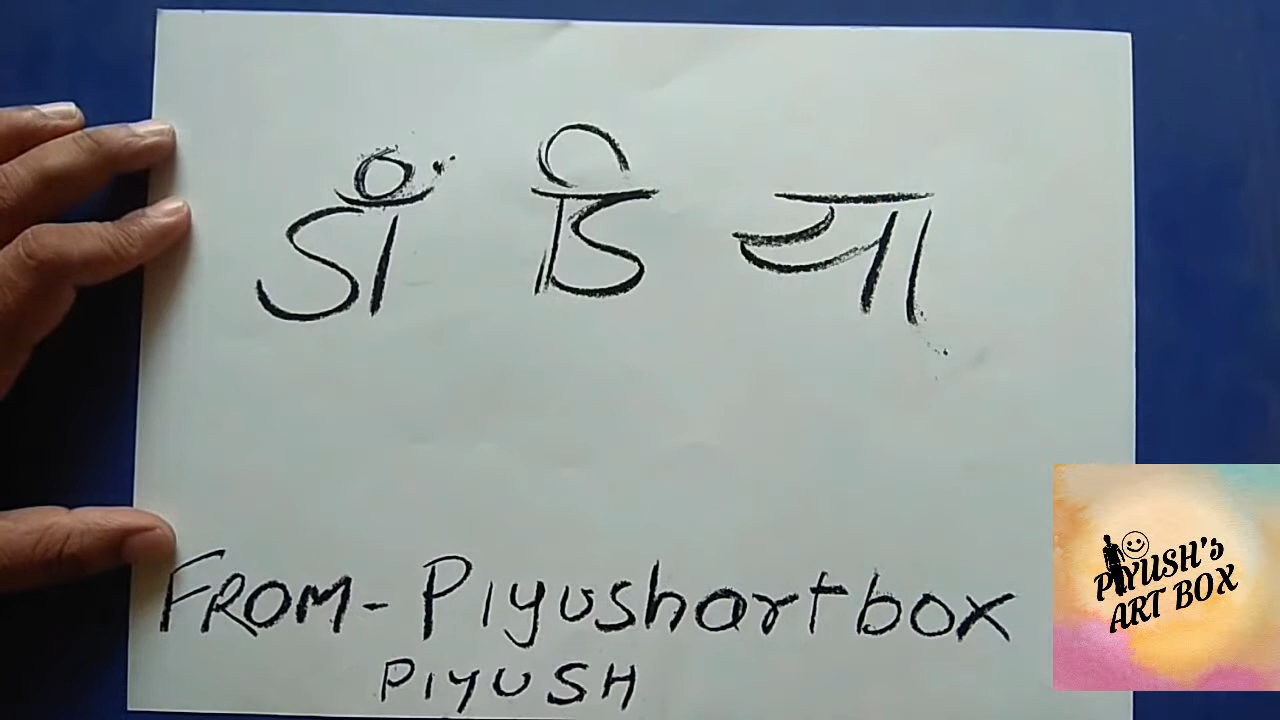 डाँ डि या
FROM - Piyushartbox
PIYUSH
PIYUSH's
ART BOX